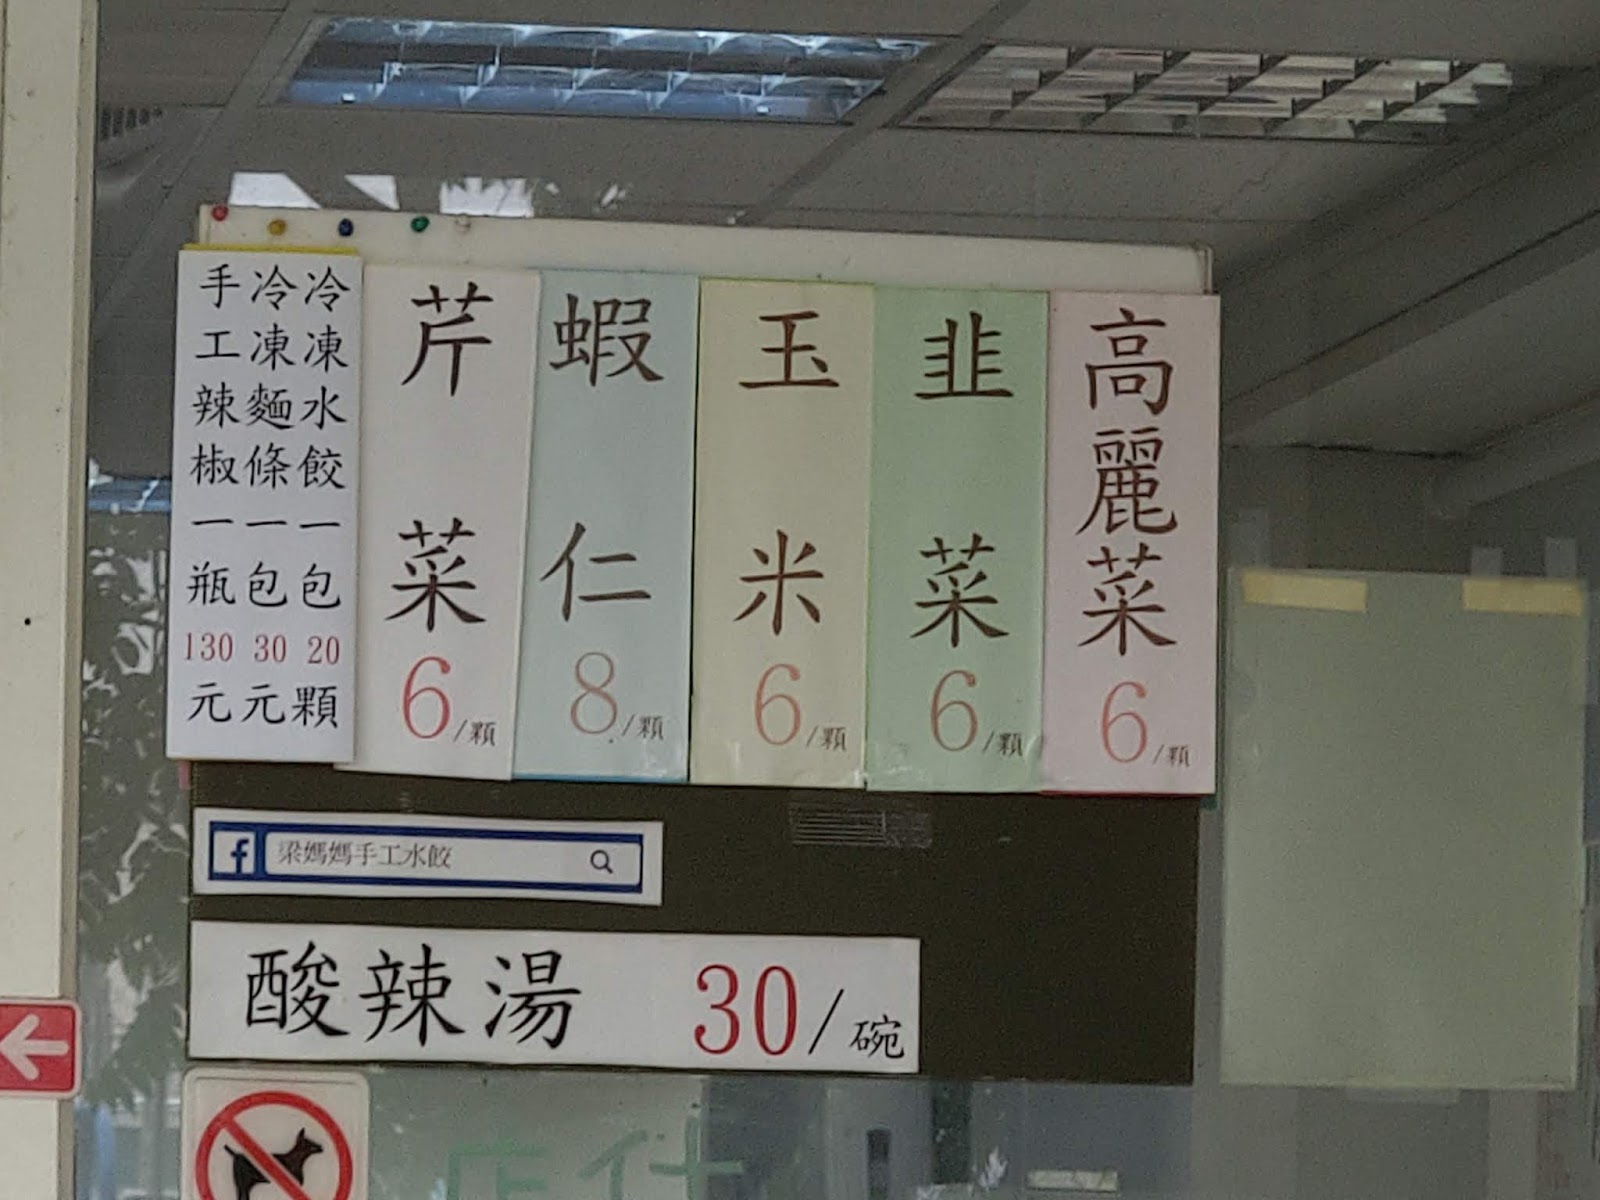 高麗菜6/顆
韭菜6/顆
玉米6/顆
蝦仁8/顆
芹菜6/顆
冷凍水餃一包20顆
冷凍麵條一包30元
手工辣椒一瓶130元
f 梁媽媽手工水餃
酸辣湯 30/碗